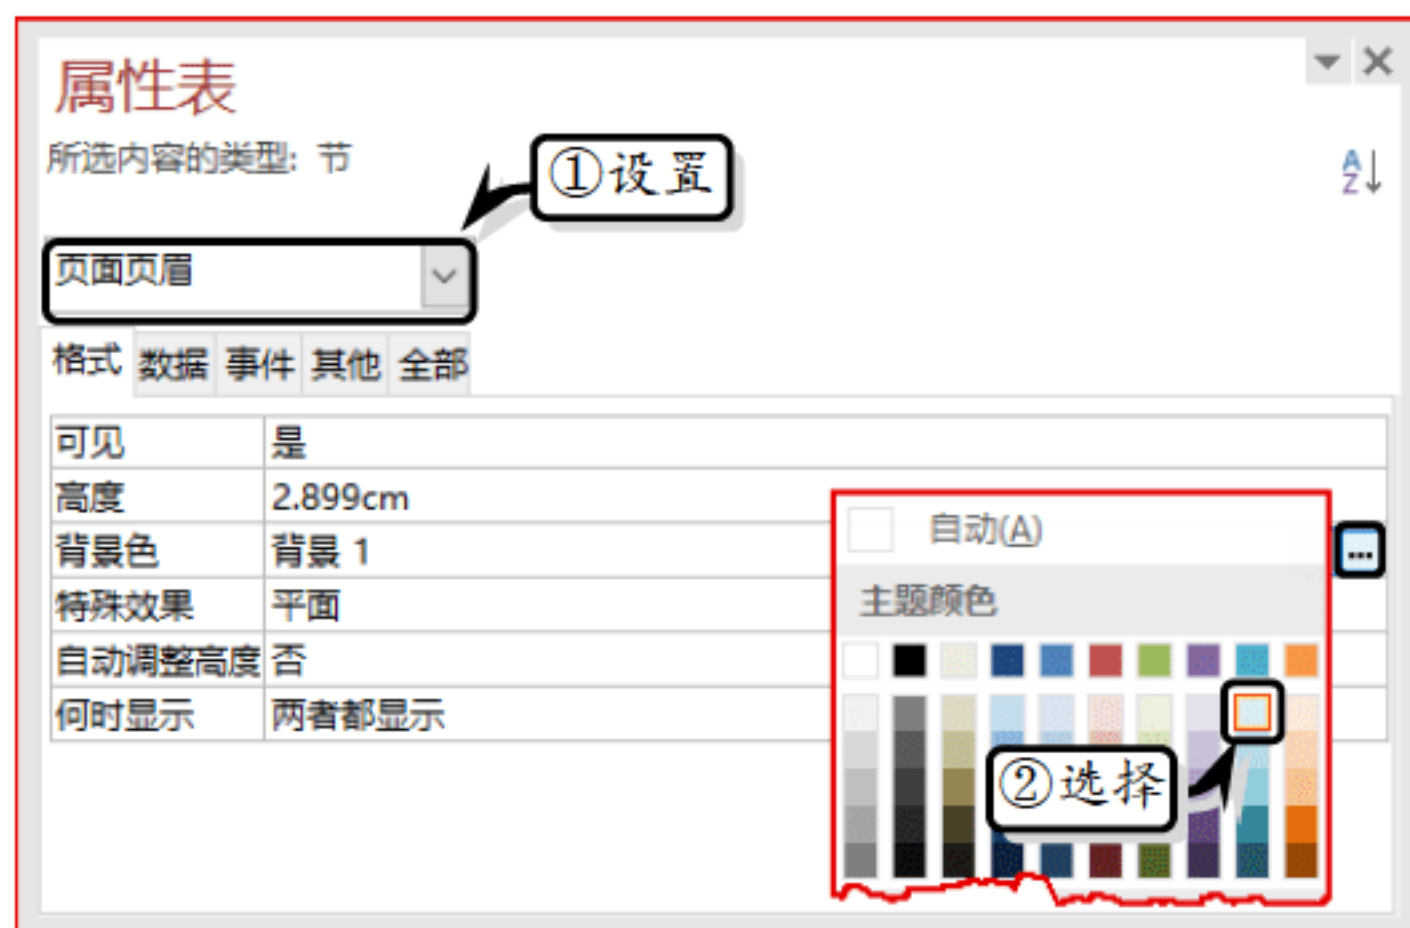 属性表
所选内容的类型: 节
①设置
页面页眉
格式 数据 事件 其他 全部
可见 是
高度 2.899cm
背景色 背景 1
...
特殊效果 平面
自动调整高度 否
何时显示 两者都显示
自动(A)
主题颜色
②选择